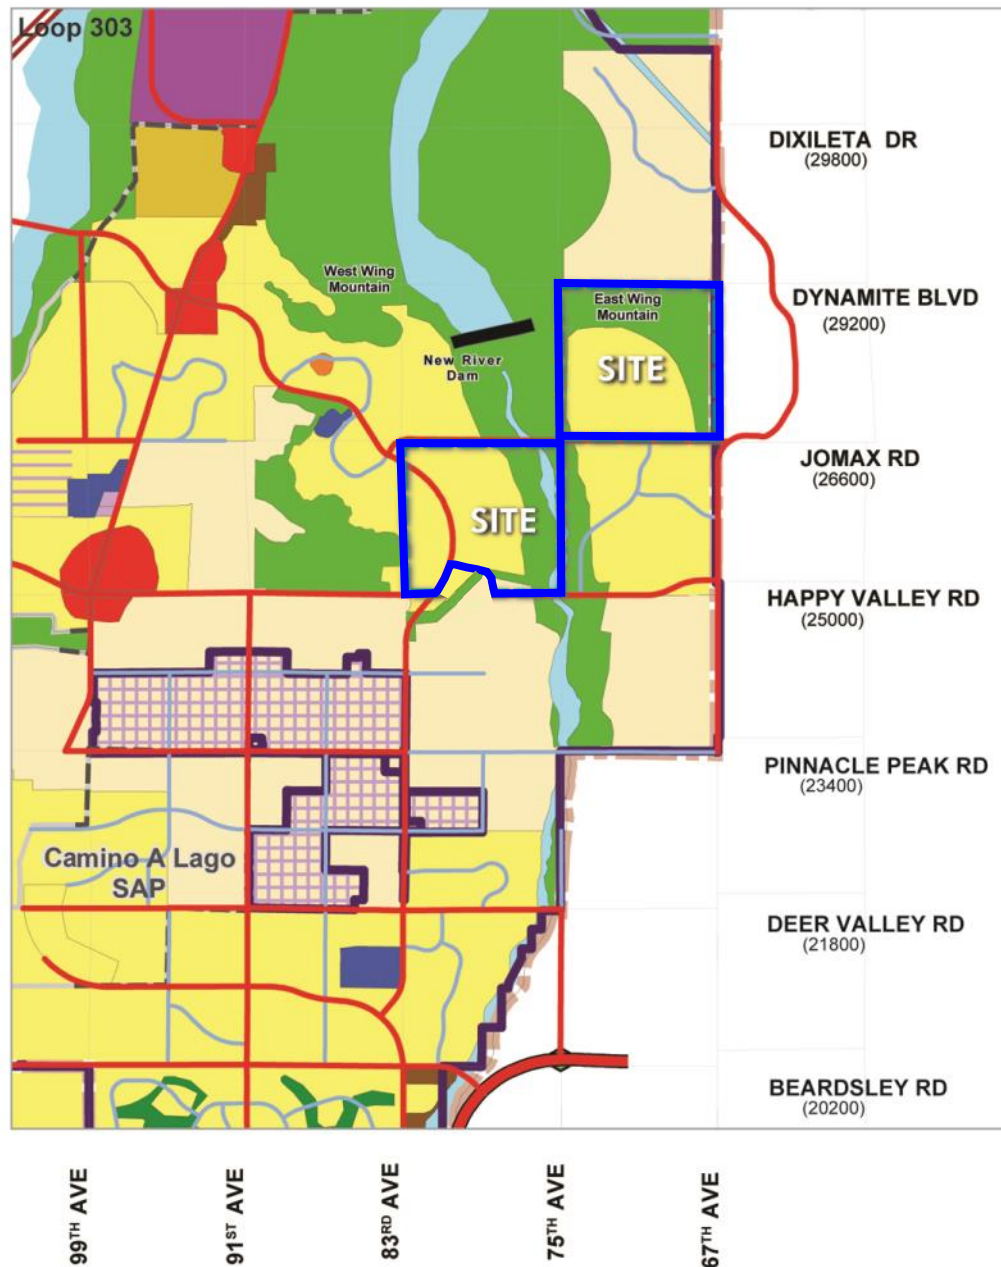 Loop 303
DIXILETA DR
(29800)
West Wing
Mountain
East Wing
Mountain
DYNAMITE BLVD
(29200)
New River
Dam
SITE
JOMAX RD
(26600)
SITE
HAPPY VALLEY RD
(25000)
PINNACLE PEAK RD
(23400)
Camino A Lago
SAP
DEER VALLEY RD
(21800)
BEARDSLEY RD
(20200)
99TH AVE
91ST AVE
83RD AVE
75TH AVE
67TH AVE